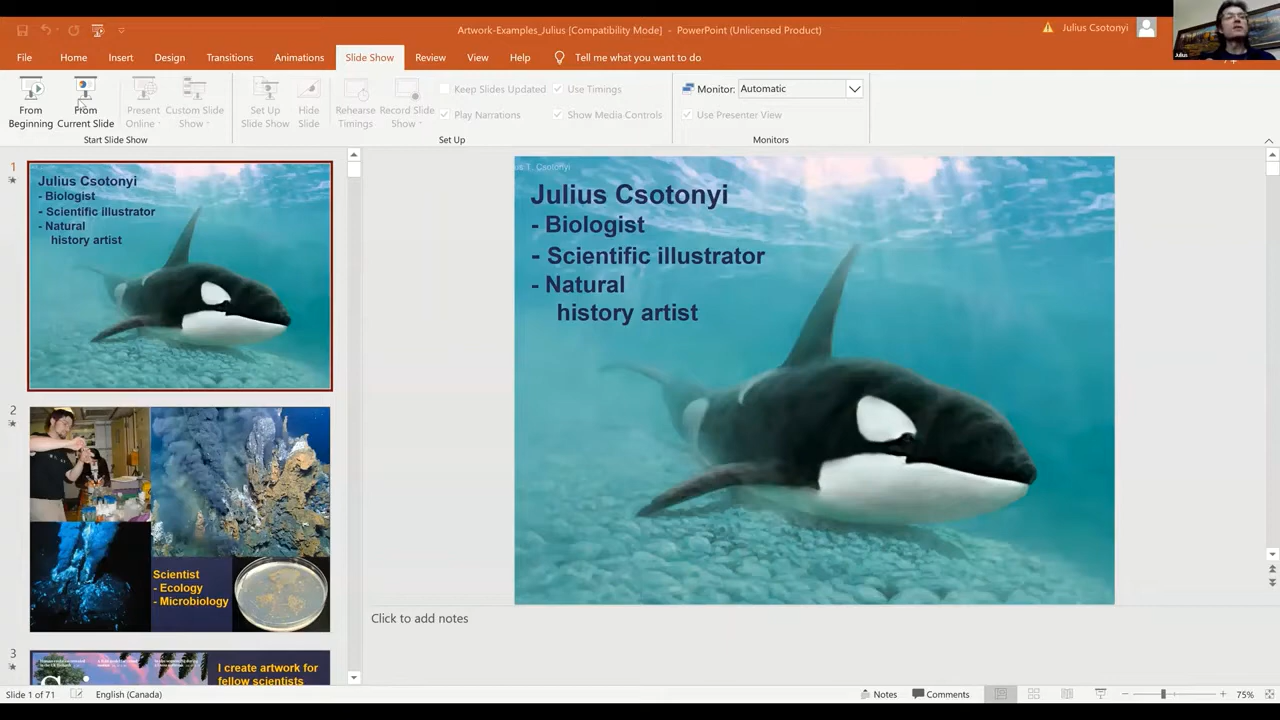 Artwork-Examples_Julius [Compatibility Mode] - PowerPoint (Unlicensed Product)
Julius Csotonyi
Julius
File Home Insert Design Transitions Animations Slide Show Review View Help Tell me what you want to do
From Beginning
From Current Slide
Present Online
Custom Slide Show
Set Up Slide Show
Hide Slide
Rehearse Timings
Record Slide Show
Keep Slides Updated
Play Narrations
Use Timings
Show Media Controls
Monitor: Automatic
Use Presenter View
Start Slide Show
Set Up
Monitors
1
Julius Csotonyi
- Biologist
- Scientific illustrator
- Natural
history artist
2
Scientist
- Ecology
- Microbiology
3
I create artwork for
fellow scientists
Julius Csotonyi
- Biologist
- Scientific illustrator
- Natural
history artist
Click to add notes
Slide 1 of 71 English (Canada) Notes Comments 75%